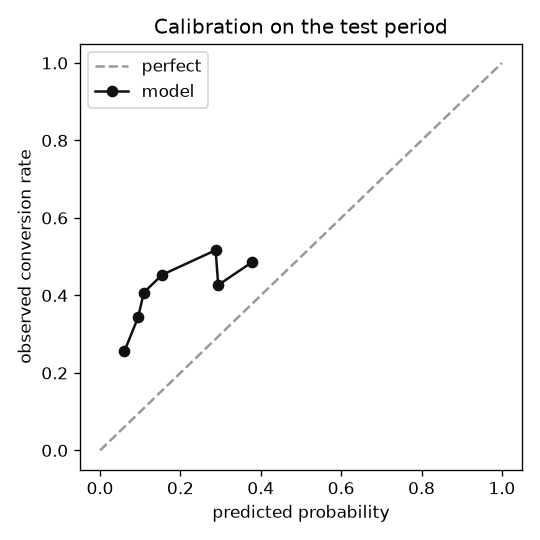 Calibration on the test period
perfect
model
observed conversion rate
1.0
0.8
0.6
0.4
0.2
0.0
0.0 0.2 0.4 0.6 0.8 1.0
predicted probability